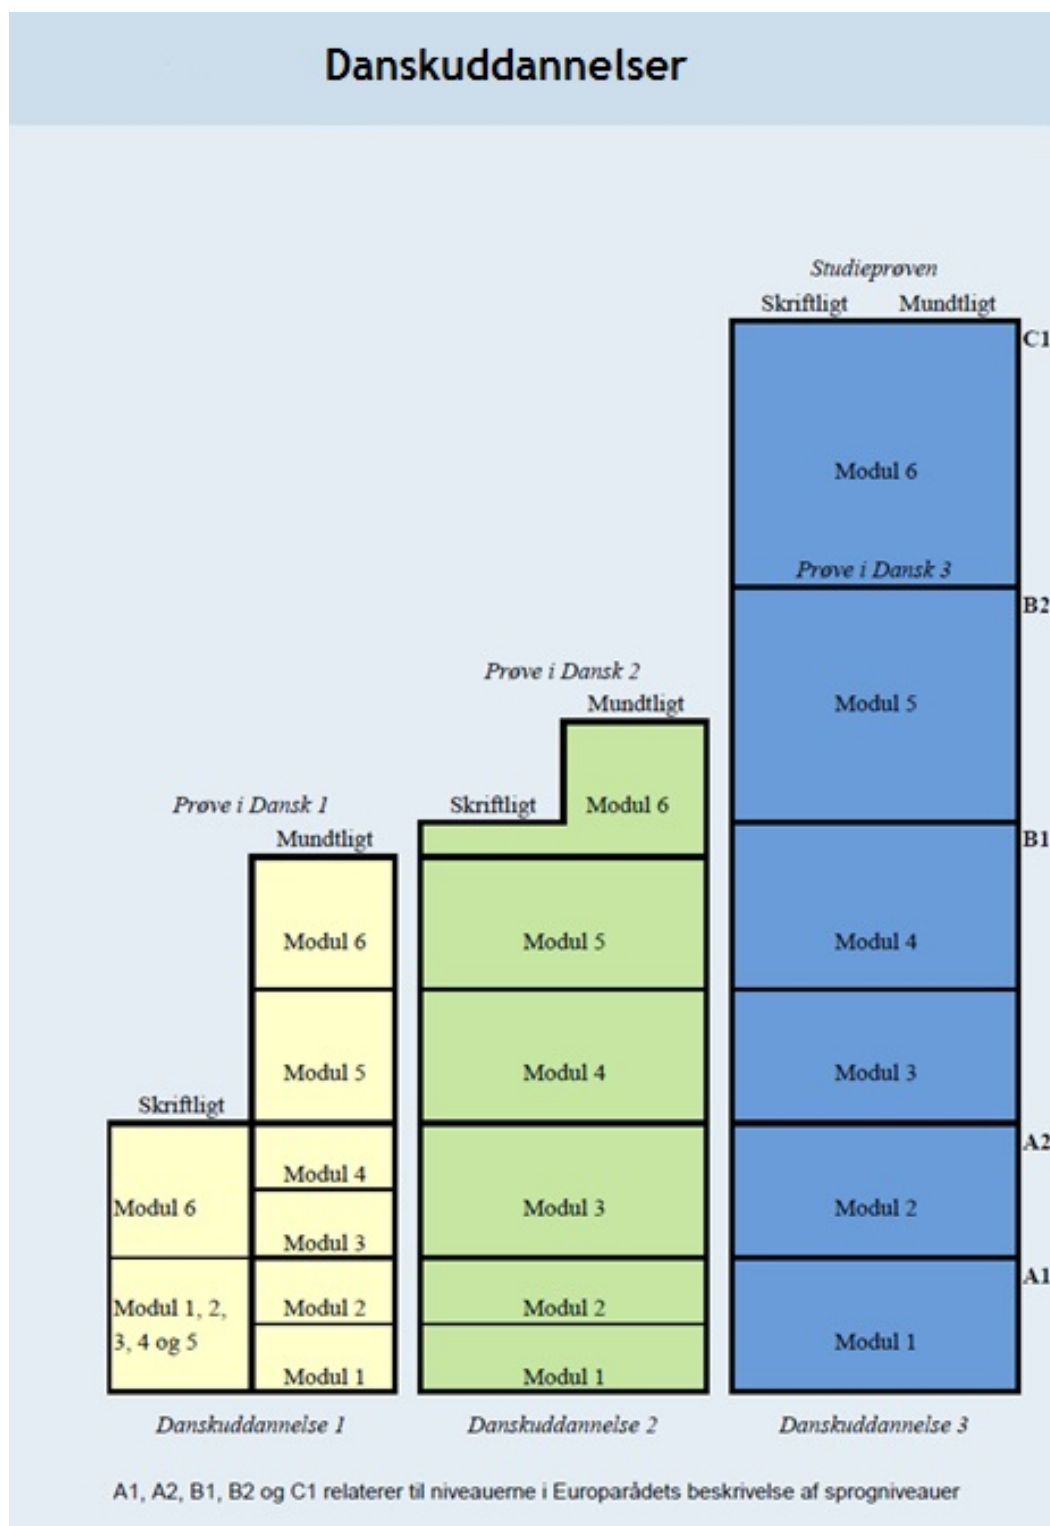 Danskuddannelser
Studieprøven
Skriftligt Mundtligt
C1
Modul 6
Prøve i Dansk 3
B2
Modul 5
B1
Modul 4
Modul 3
A2
Modul 2
A1
Modul 1
Danskuddannelse 3
Prøve i Dansk 2
Mundtligt
Skriftligt
Modul 6
Modul 5
Modul 4
Modul 3
Modul 2
Modul 1
Danskuddannelse 2
Prøve i Dansk 1
Mundtligt
Modul 6
Modul 5
Skriftligt
Modul 4
Modul 6
Modul 3
Modul 1, 2,
3, 4 og 5
Modul 2
Modul 1
Danskuddannelse 1
A1, A2, B1, B2 og C1 relaterer til niveauerne i Europarådets beskrivelse af sprogniveauer